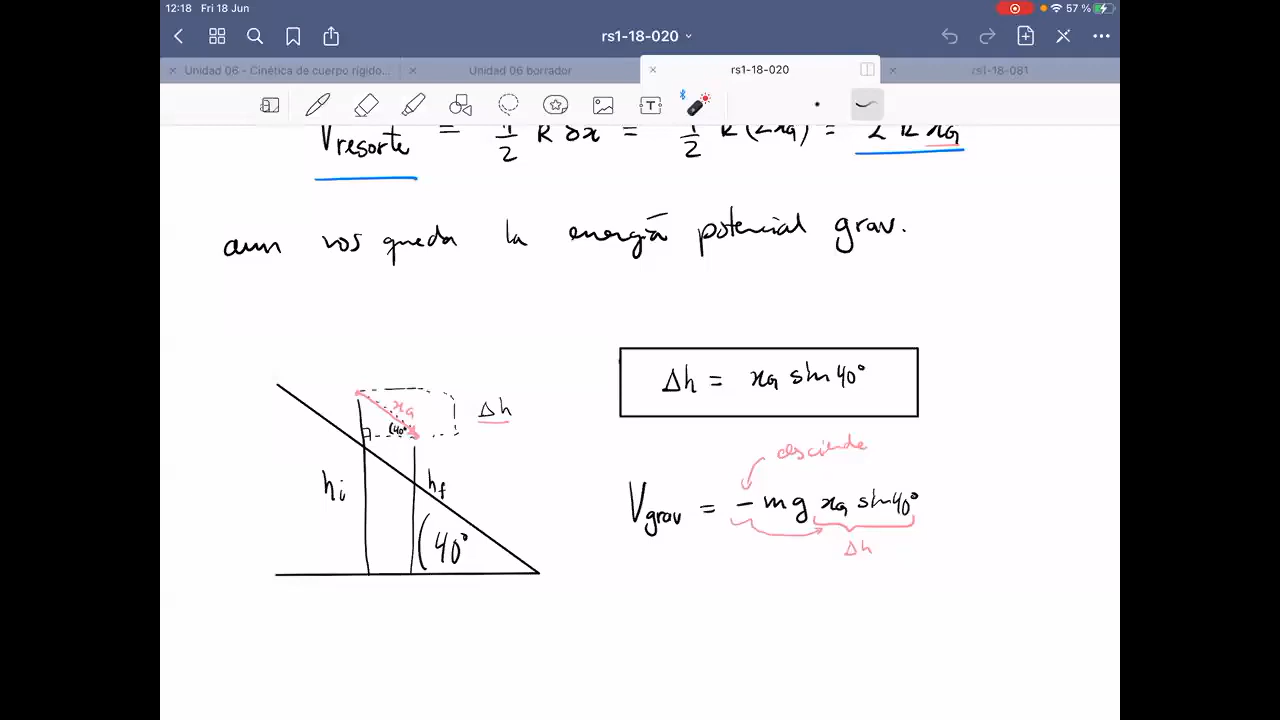 12:18 Fri 18 Jun
57 %
rs1-18-020
Unidad 06 - Cinética de cuerpo rígido...
Unidad 06 borrador
rs1-18-020
rs1-18-081
T
Vresorte = 1/2 k δx = 1/2 k (2xG) = 2 k xG
aun nos queda la energía potencial grav.
Δh = xG sin 40°
xG
Δh
(40°
desciende
hi
hf
Vgrav = - mg xG sin 40°
(40°
Δh